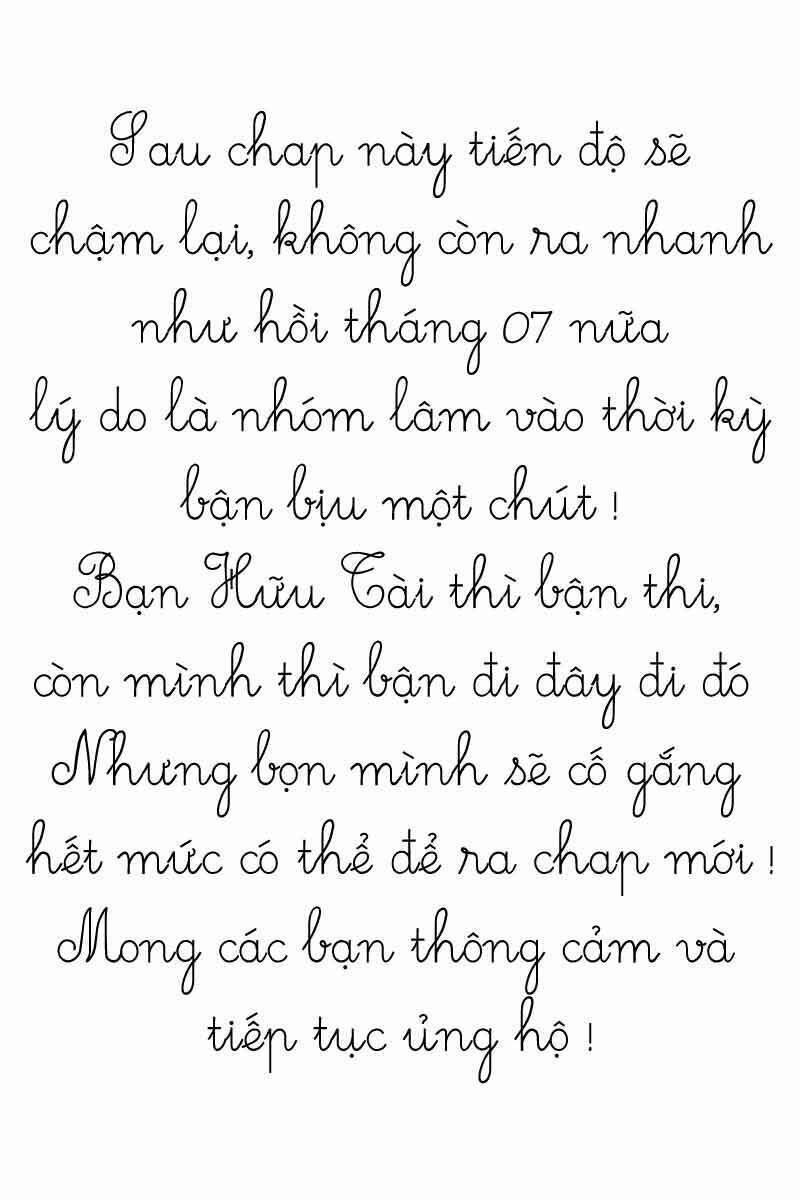 Sau chap này tiến độ sẽ
chậm lại, không còn ra nhanh
như hồi tháng 07 nữa
lý do là nhóm lâm vào thời kỳ
bận bịu một chút !
Bạn Hữu Tài thì bận thi,
còn mình thì bận đi đây đi đó
Nhưng bọn mình sẽ cố gắng
hết mức có thể để ra chap mới !
Mong các bạn thông cảm và
tiếp tục ủng hộ !